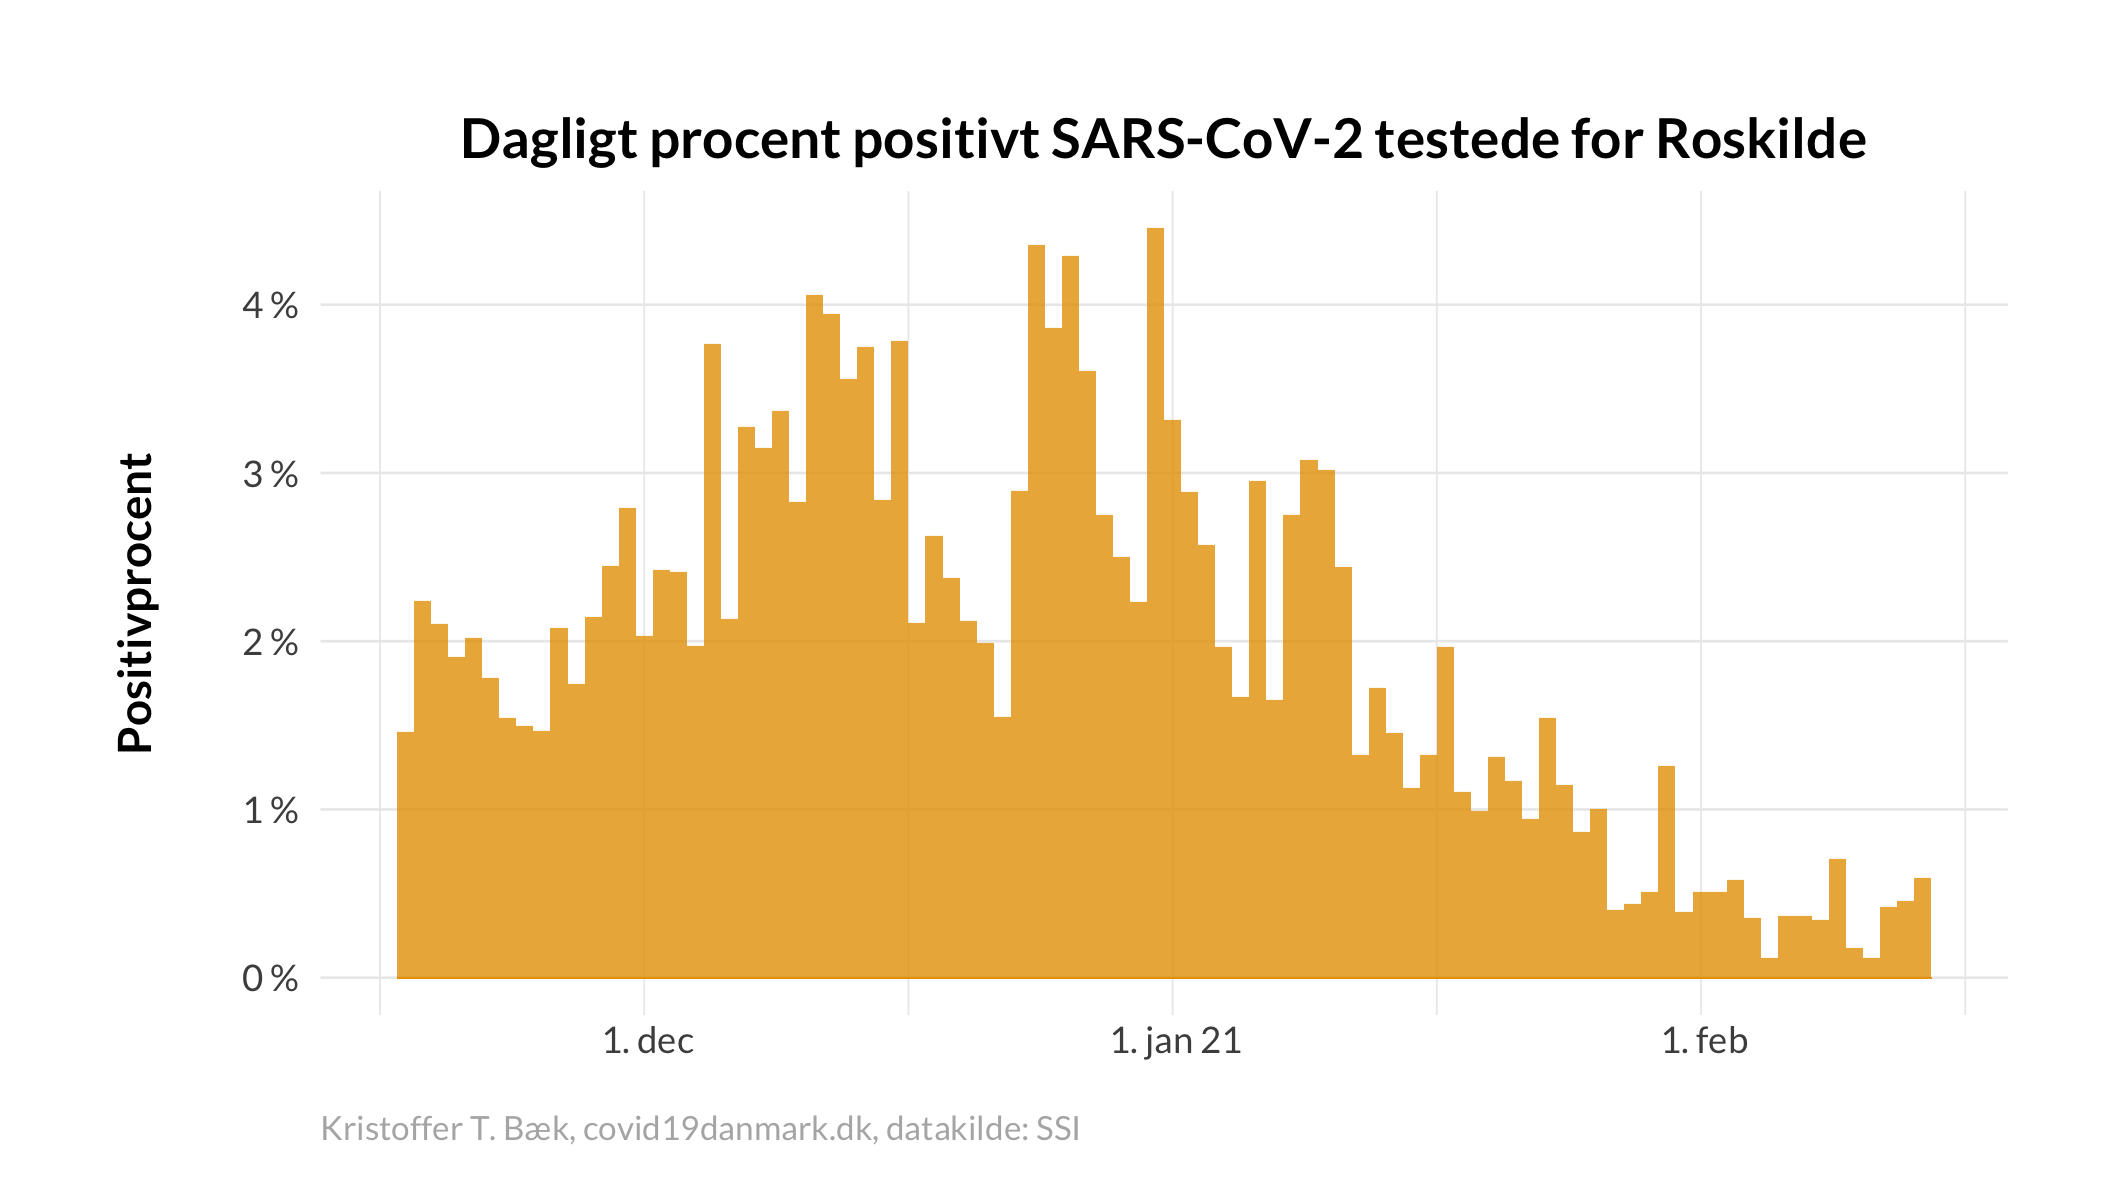 Dagligt procent positivt SARS-CoV-2 testede for Roskilde
Positivprocent
4 %
3 %
2 %
1 %
0 %
1. dec
1. jan 21
1. feb
Kristoffer T. Bæk, covid19danmark.dk, datakilde: SSI